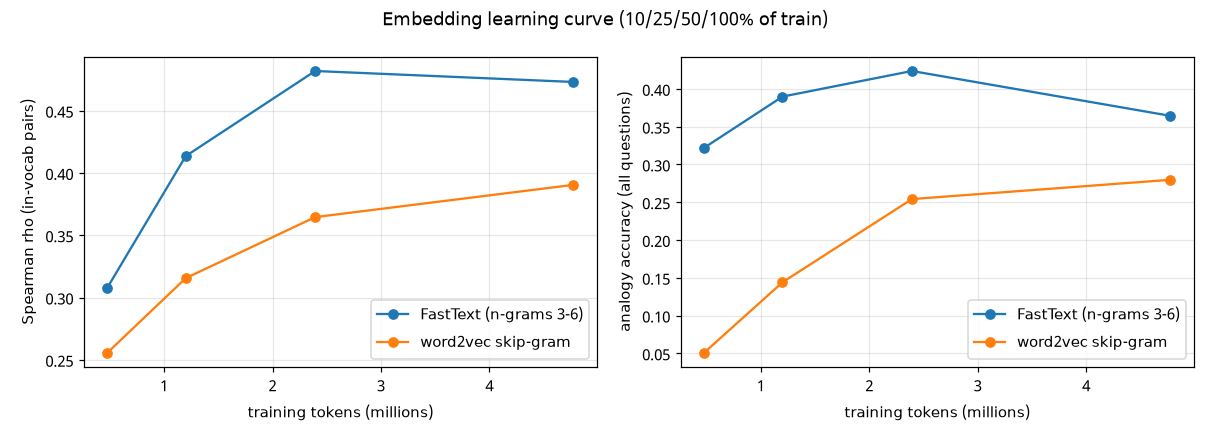 Embedding learning curve (10/25/50/100% of train)
Spearman rho (in-vocab pairs)
0.45
0.40
0.35
0.30
0.25
1
2
3
4
training tokens (millions)
FastText (n-grams 3-6)
word2vec skip-gram
analogy accuracy (all questions)
0.40
0.35
0.30
0.25
0.20
0.15
0.10
0.05
1
2
3
4
training tokens (millions)
FastText (n-grams 3-6)
word2vec skip-gram